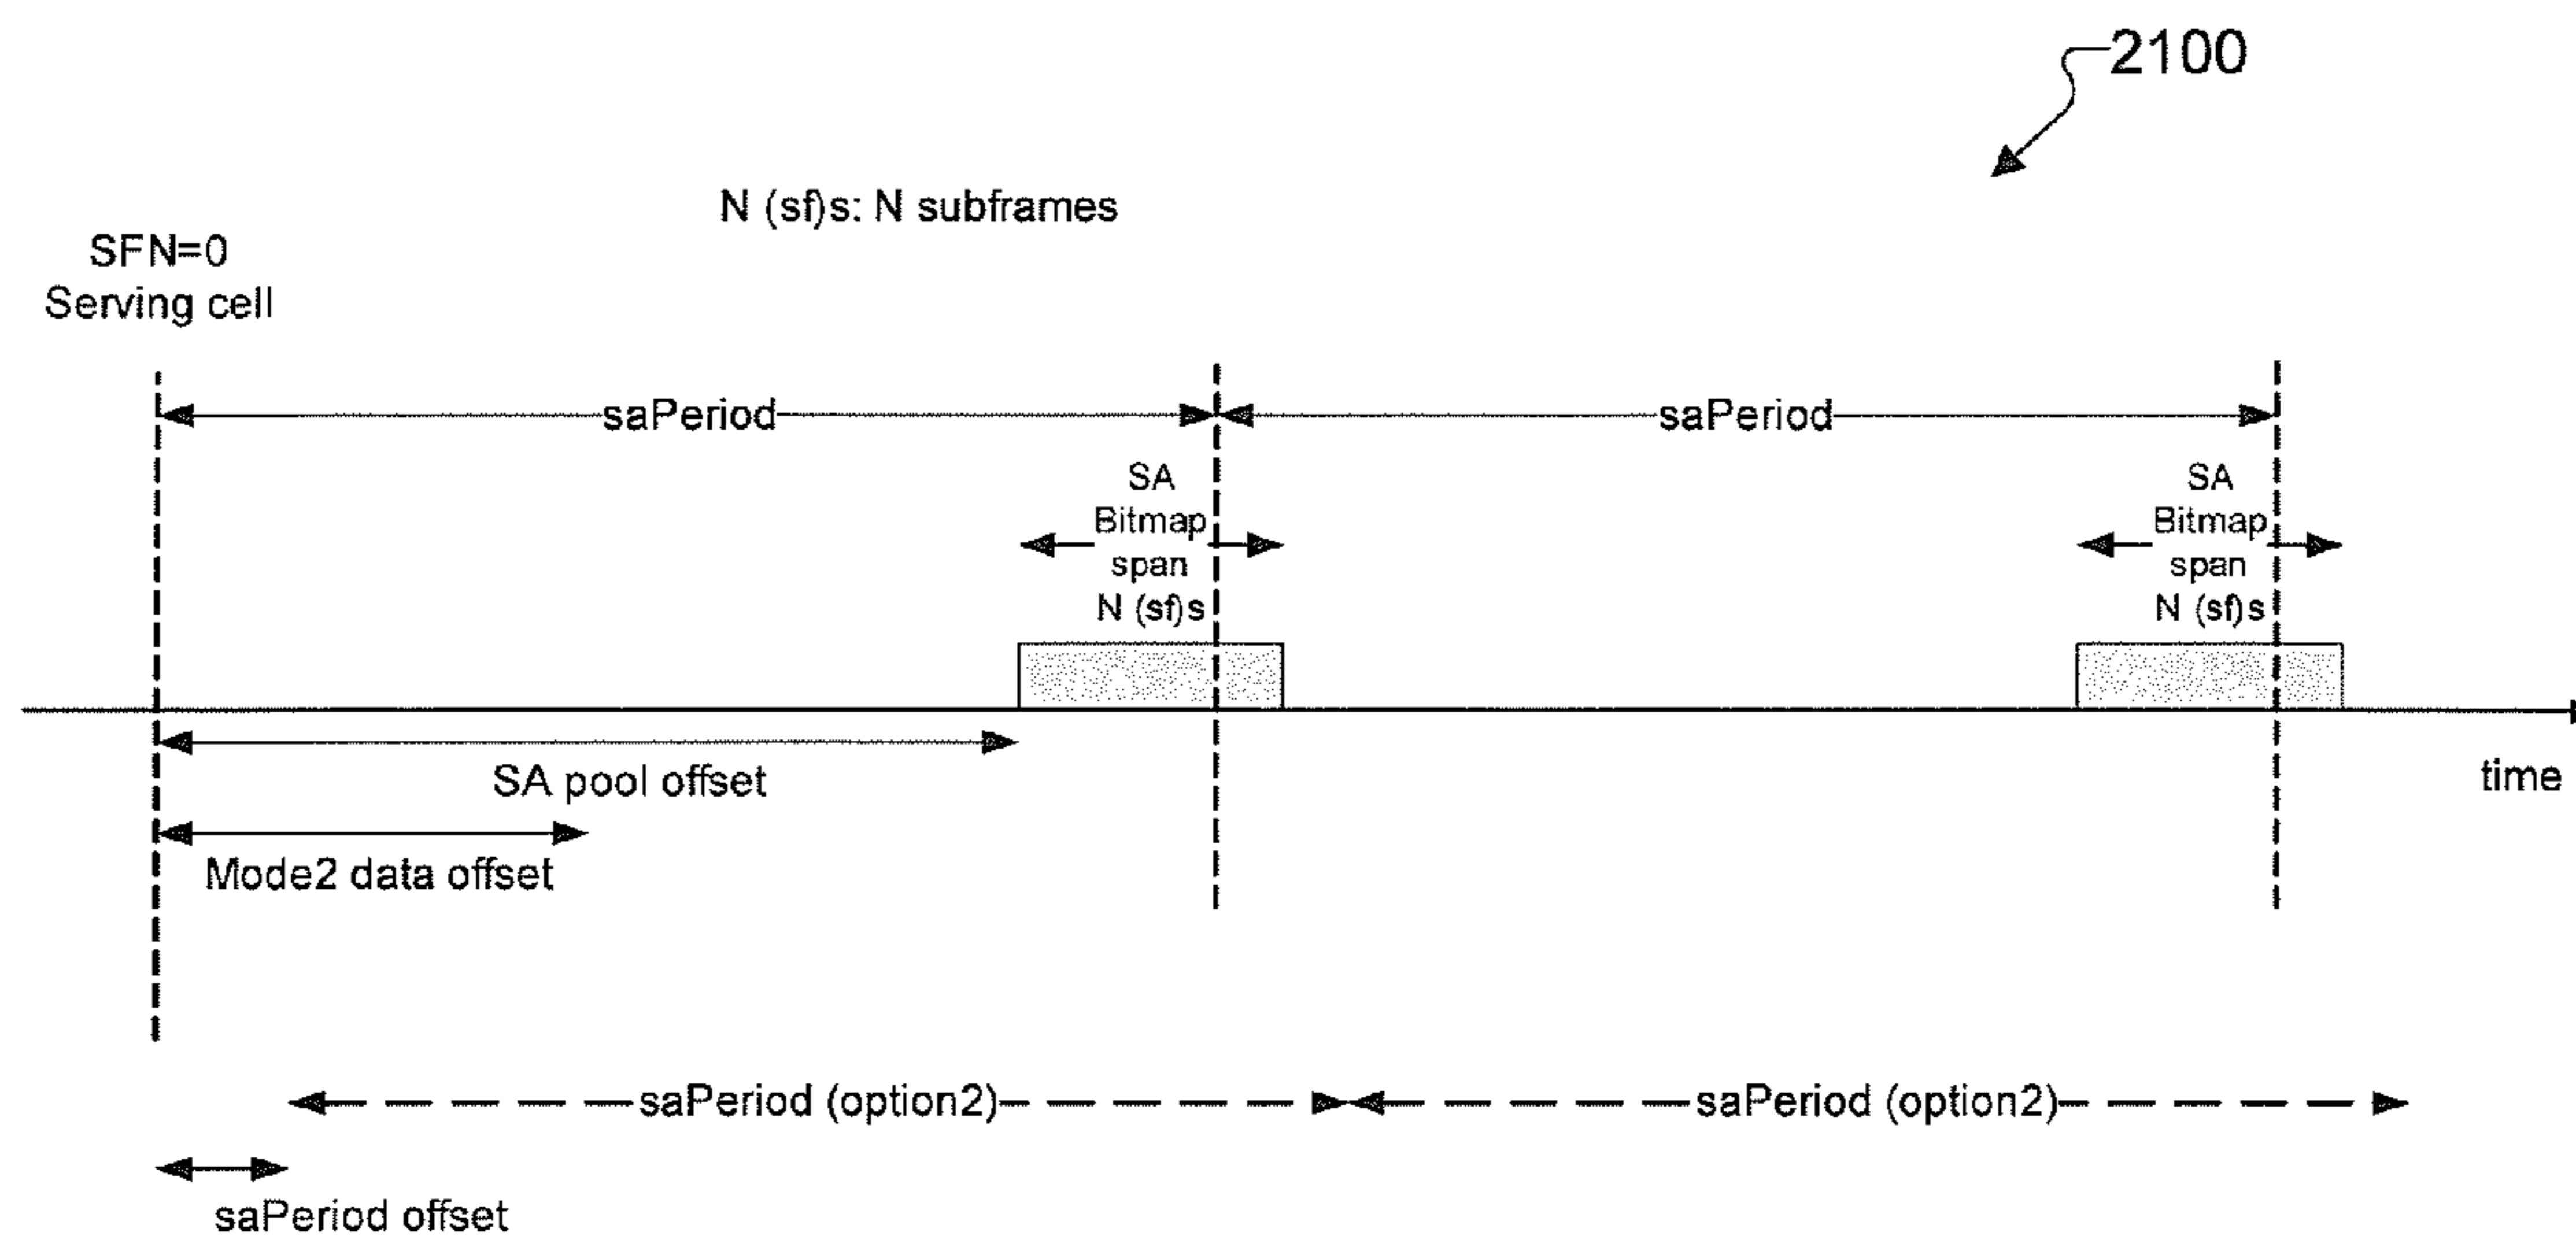 2100
N (sf)s: N subframes
SFN=0
Serving cell
saPeriod
saPeriod
SA
Bitmap
span
N (sf)s
SA
Bitmap
span
N (sf)s
SA pool offset
time
Mode2 data offset
saPeriod (option2)
saPeriod (option2)
saPeriod offset